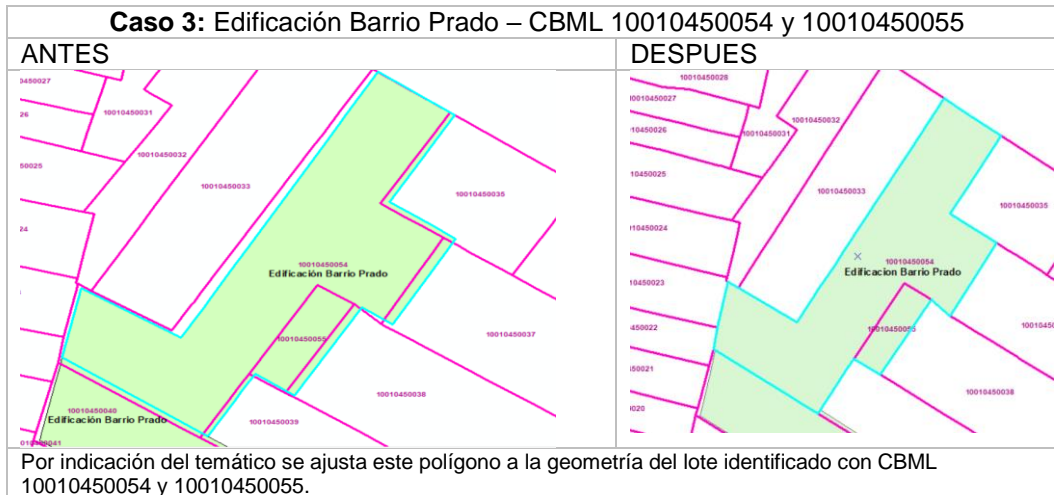 Caso 3: Edificación Barrio Prado – CBML 10010450054 y 10010450055
ANTES
10010450031
10010450032
10010450033
10010450035
10010450054
Edificación Barrio Prado
10010450037
10010450055
10010450038
10010450040
Edificación Barrio Prado
10010450039
DESPUES
10010450028
10010450027
10010450026
10010450031
10010450032
10010450025
10010450033
10010450035
10010450024
10010450054
Edificacion Barrio Prado
10010450023
10010450055
10010450038
Por indicación del temático se ajusta este polígono a la geometría del lote identificado con CBML
10010450054 y 10010450055.